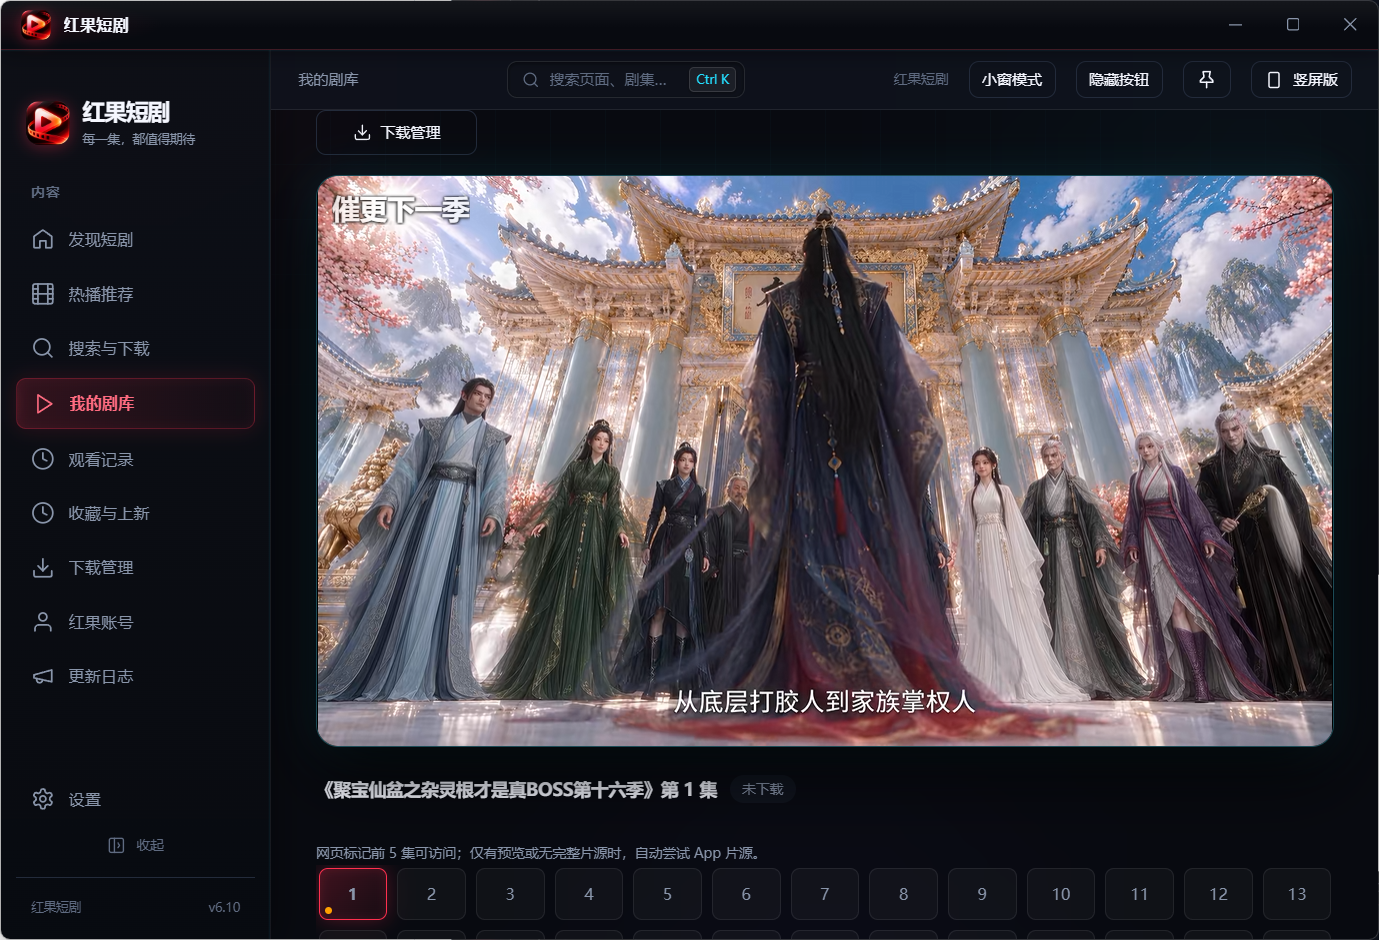 红果短剧
我的剧库
搜索页面、剧集...
Ctrl K
红果短剧
小窗模式
隐藏按钮
竖屏版
红果短剧
每一集，都值得期待
内容
发现短剧
热播推荐
搜索与下载
我的剧库
观看记录
收藏与上新
下载管理
红果账号
更新日志
设置
收起
红果短剧
v6.10
下载管理
催更下一季
从底层打胶人到家族掌权人
《聚宝仙盆之杂灵根才是真BOSS第十六季》第 1 集
未下载
网页标记前 5 集可访问；仅有预览或无完整片源时，自动尝试 App 片源。
1 2 3 4 5 6 7 8 9 10 11 12 13